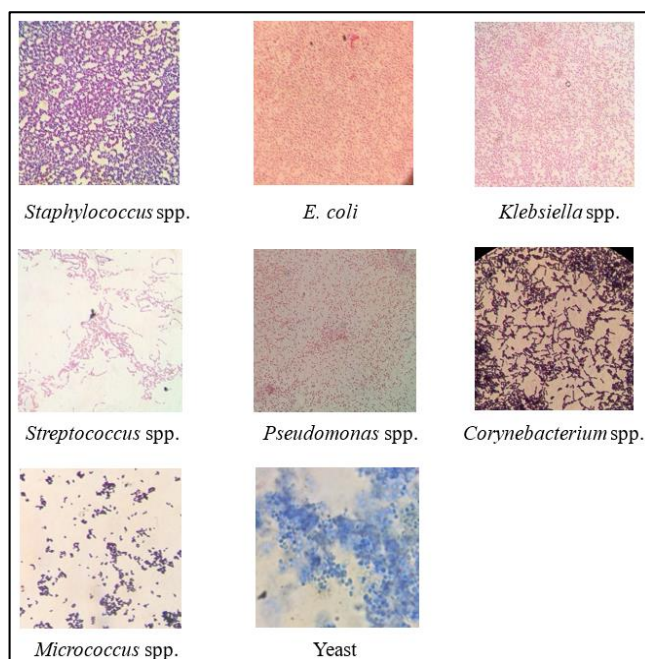 Staphylococcus spp.
E. coli
Klebsiella spp.
Streptococcus spp.
Pseudomonas spp.
Corynebacterium spp.
Micrococcus spp.
Yeast